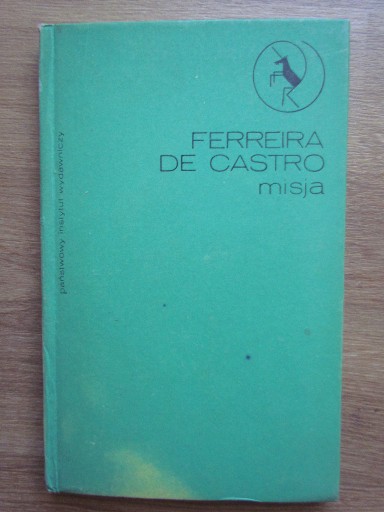 FERREIRA
DE CASTRO
misja
państwowy instytut wydawniczy